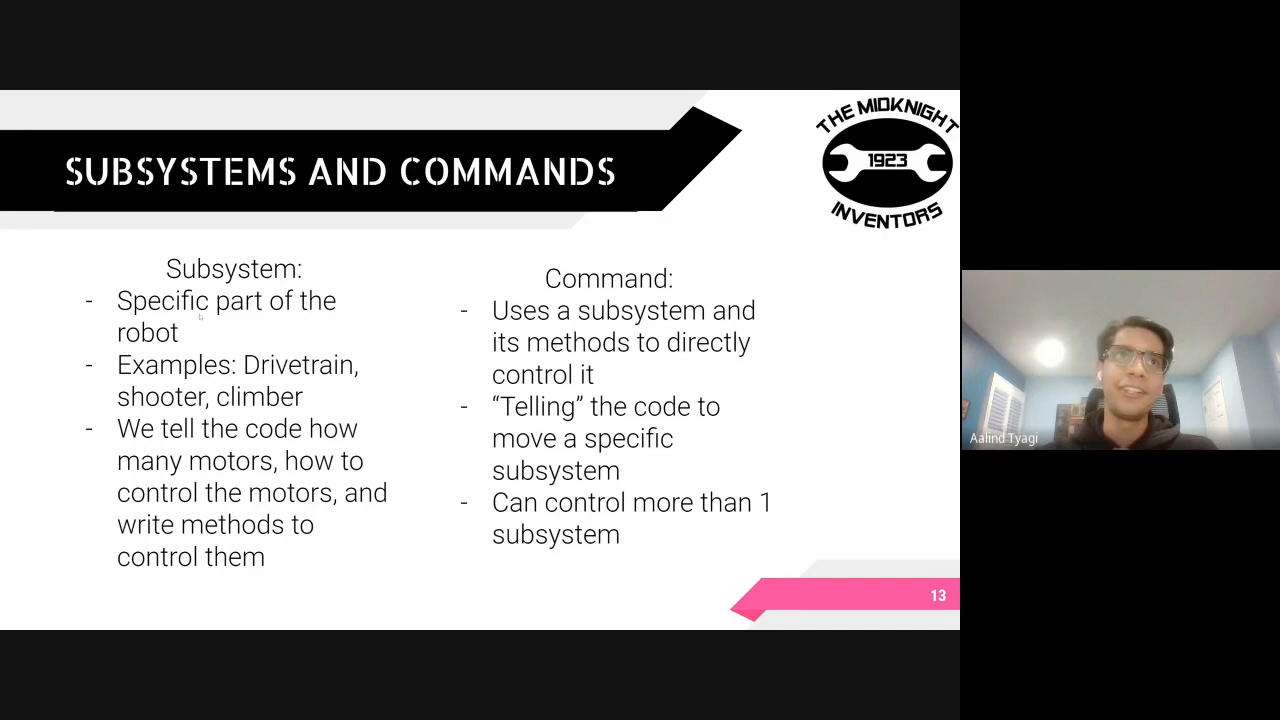 THE MIDKNIGHT
1923
INVENTORS
SUBSYSTEMS AND COMMANDS
Subsystem:
- Specific part of the
robot
- Examples: Drivetrain,
shooter, climber
- We tell the code how
many motors, how to
control the motors, and
write methods to
control them
Command:
- Uses a subsystem and
its methods to directly
control it
- “Telling” the code to
move a specific
subsystem
- Can control more than 1
subsystem
13
Aalind Tyagi